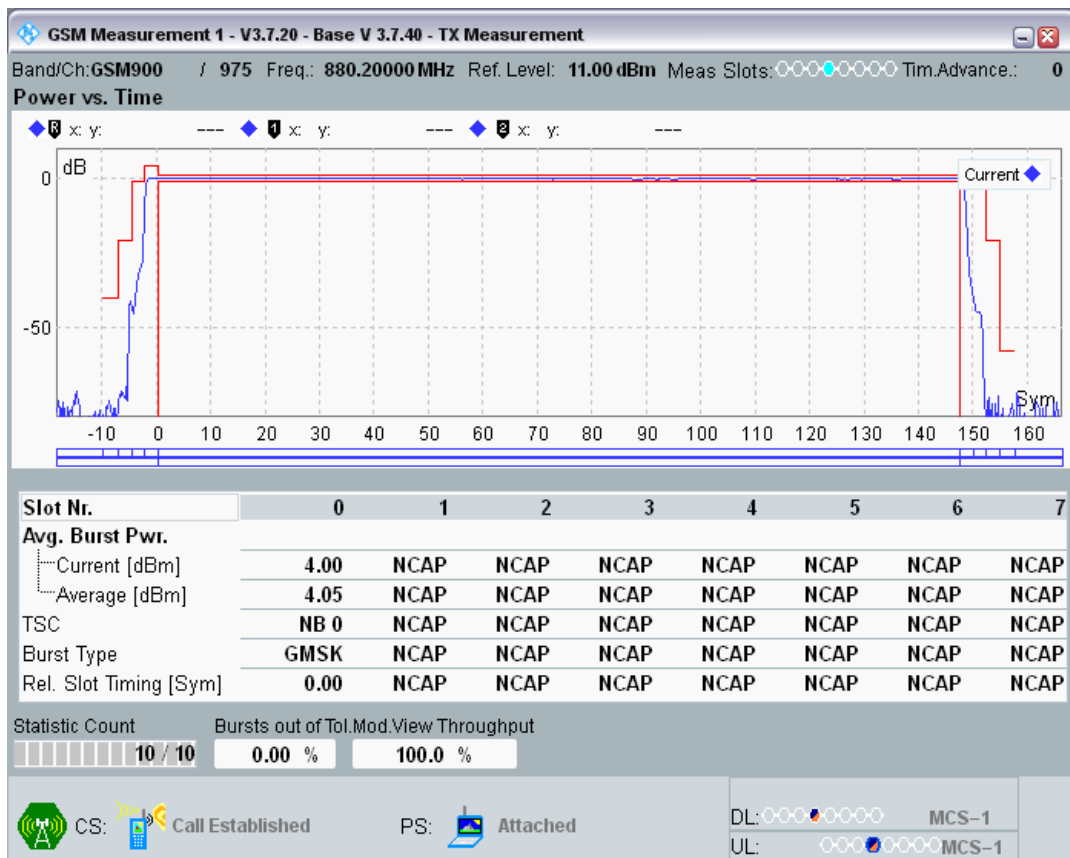 GSM Measurement 1 - V3.7.20 - Base V 3.7.40 - TX Measurement
Band/Ch:GSM900 / 975 Freq.: 880.20000 MHz Ref. Level: 11.00 dBm Meas Slots: Tim.Advance.: 0
Power vs. Time
R x: y: --- 1 x: y: --- 2 x: y: ---
dB
Current
0
-50
Sym
-10 0 10 20 30 40 50 60 70 80 90 100 110 120 130 140 150 160
Slot Nr. 0 1 2 3 4 5 6 7
Avg. Burst Pwr.
Current [dBm] 4.00 NCAP NCAP NCAP NCAP NCAP NCAP NCAP
Average [dBm] 4.05 NCAP NCAP NCAP NCAP NCAP NCAP NCAP
TSC NB 0 NCAP NCAP NCAP NCAP NCAP NCAP NCAP
Burst Type GMSK NCAP NCAP NCAP NCAP NCAP NCAP NCAP
Rel. Slot Timing [Sym] 0.00 NCAP NCAP NCAP NCAP NCAP NCAP NCAP
Statistic Count Bursts out of Tol.Mod.View Throughput
10 / 10 0.00 % 100.0 %
CS: Call Established PS: Attached
DL: MCS-1
UL: MCS-1